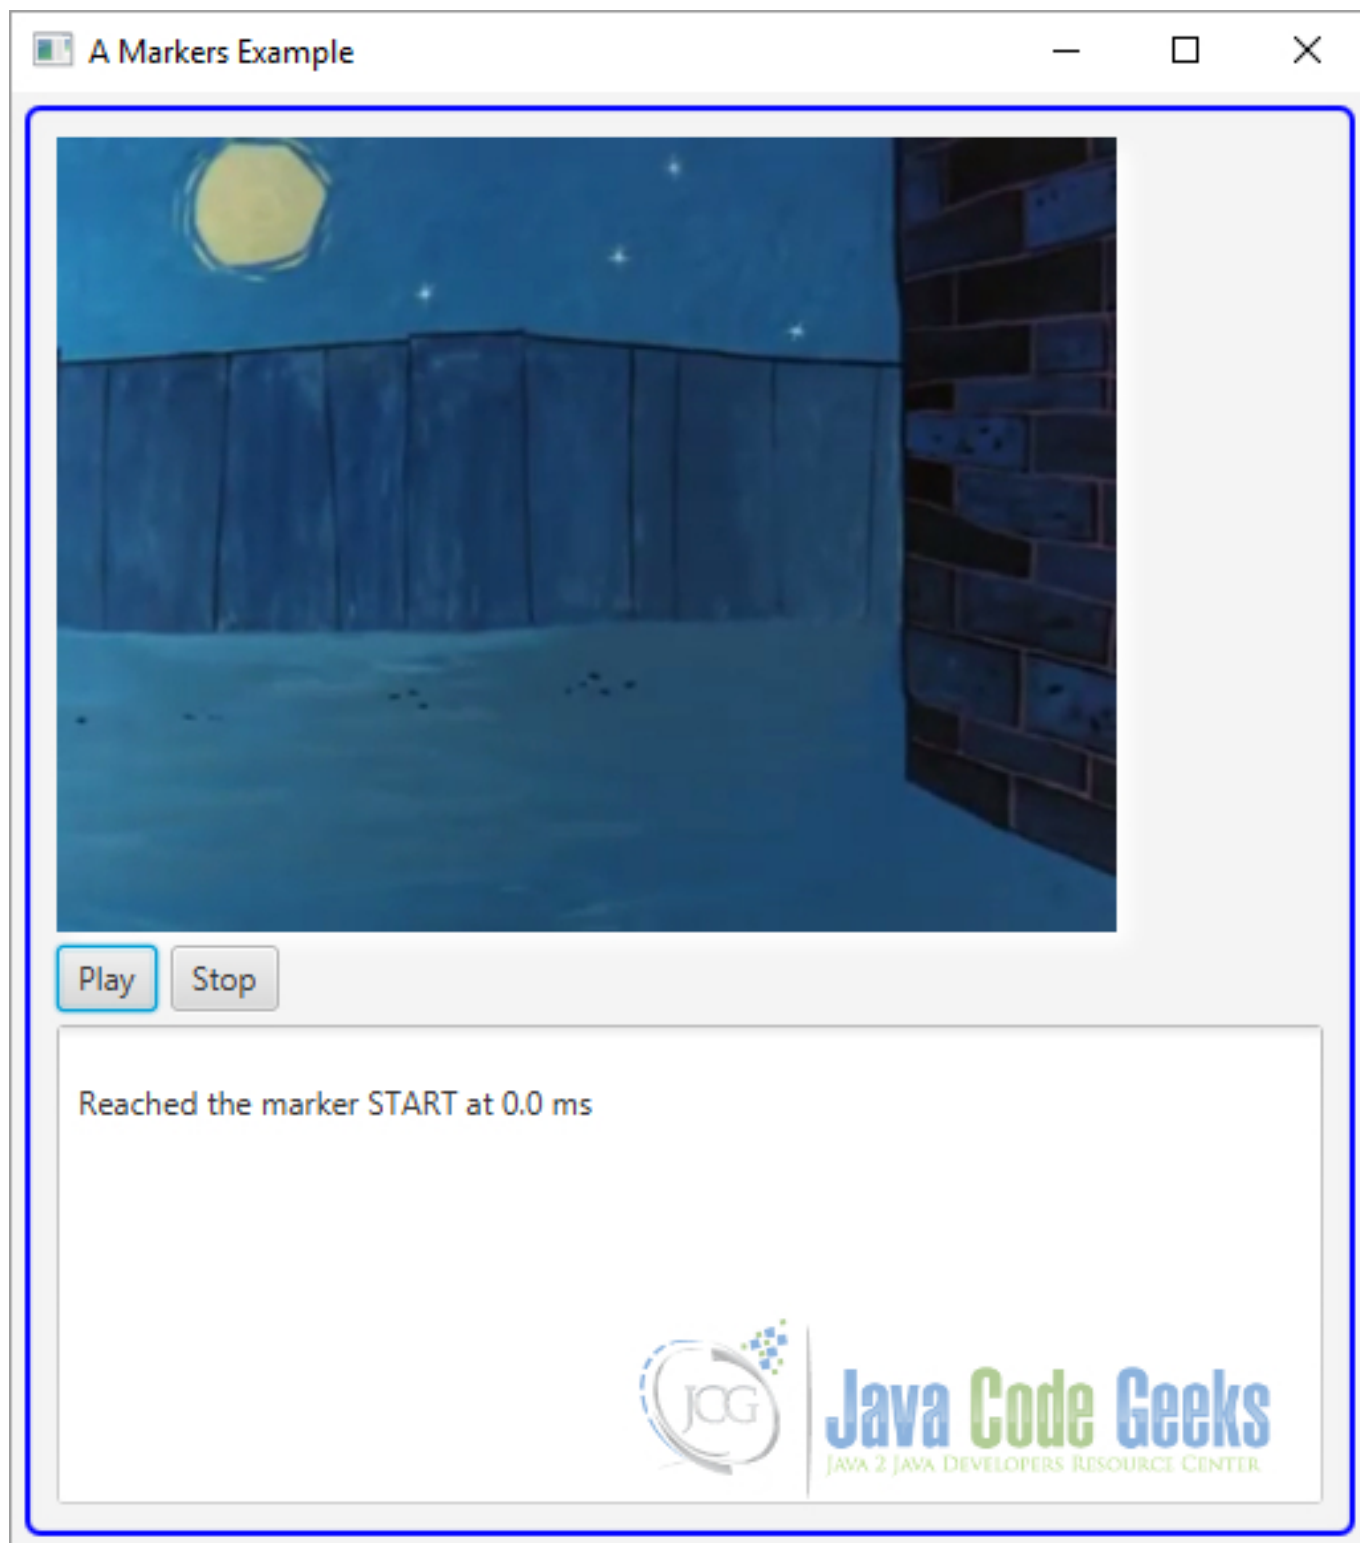 A Markers Example
Play Stop
Reached the marker START at 0.0 ms
JCG
Java Code Geeks
JAVA 2 JAVA DEVELOPERS RESOURCE CENTER